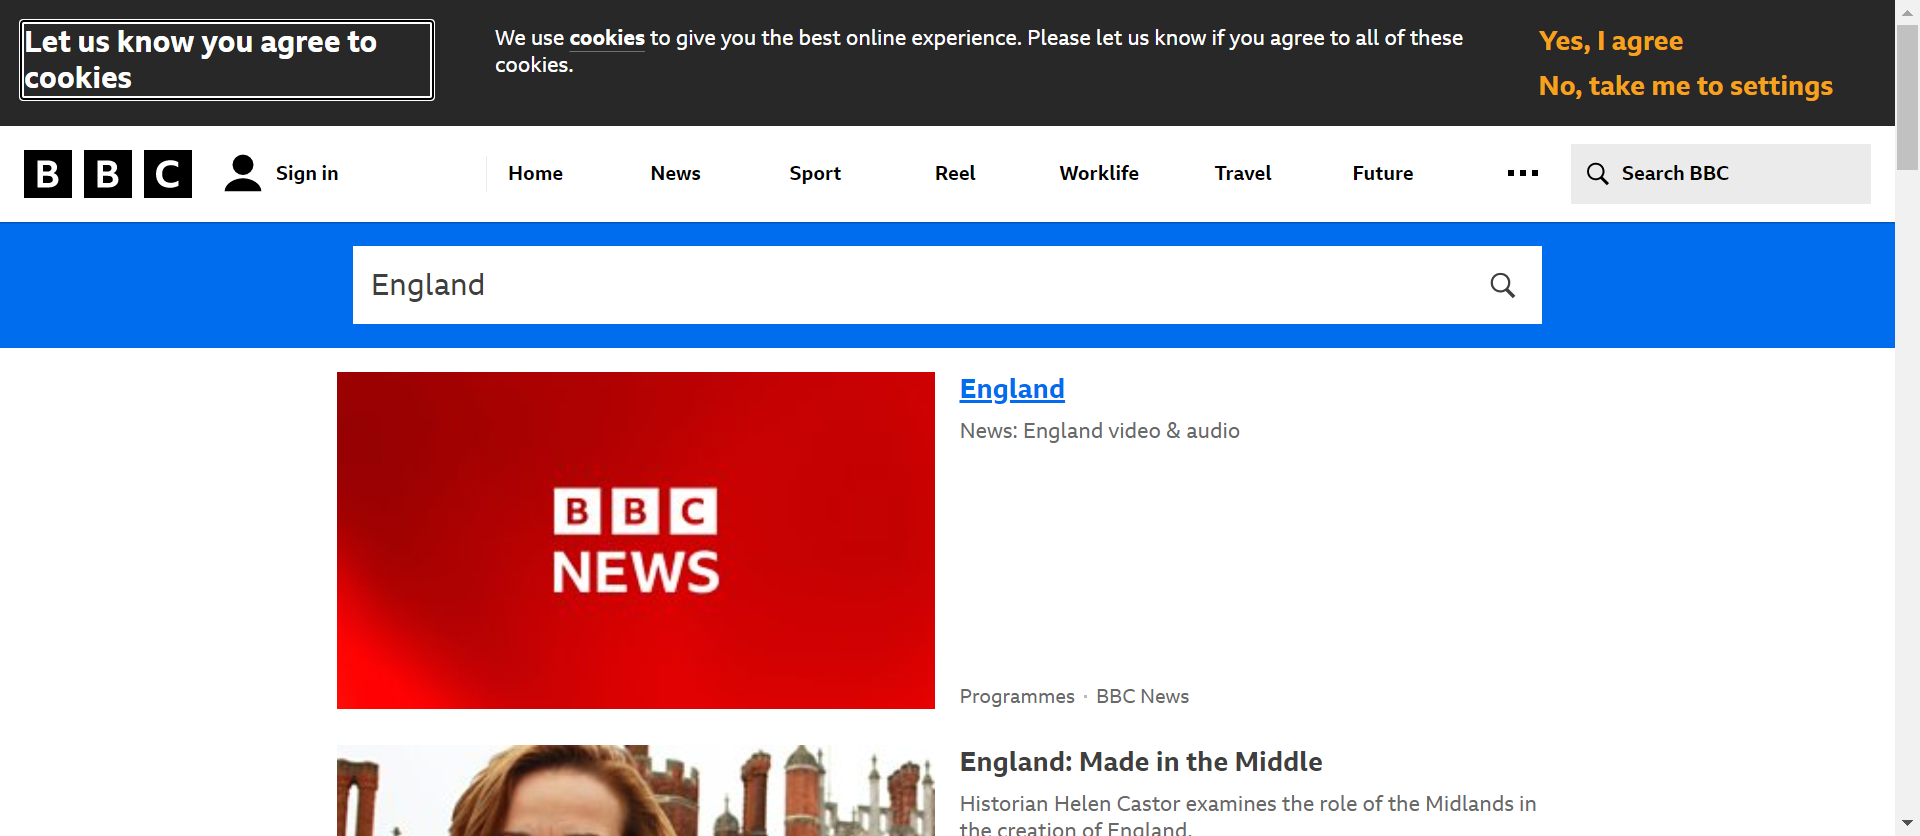 Let us know you agree to
cookies
We use cookies to give you the best online experience. Please let us know if you agree to all of these
cookies.
Yes, I agree
No, take me to settings
BBC
Sign in
Home
News
Sport
Reel
Worklife
Travel
Future
Search BBC
England
BBC
NEWS
England
News: England video & audio
Programmes · BBC News
England: Made in the Middle
Historian Helen Castor examines the role of the Midlands in
the creation of England.